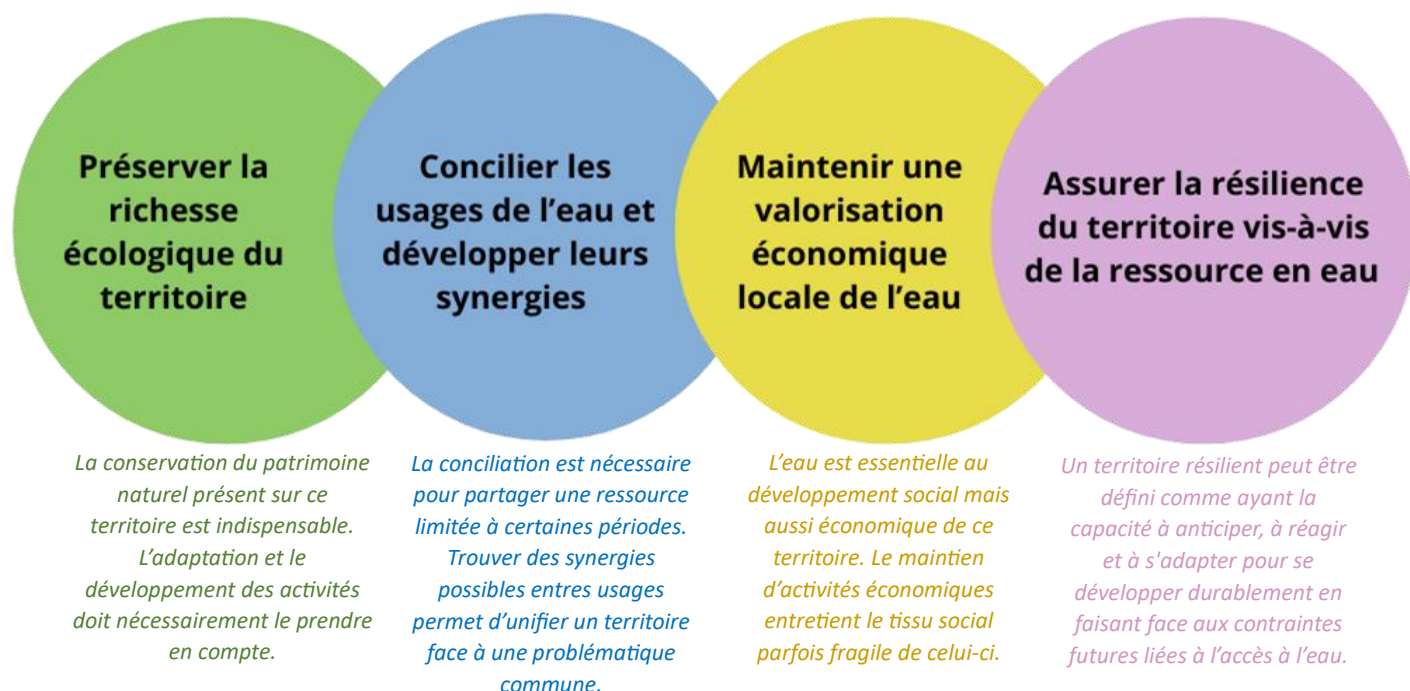 Préserver la
richesse
écologique du
territoire
Concilier les
usages de l’eau et
développer leurs
synergies
Maintenir une
valorisation
économique
locale de l’eau
Assurer la résilience
du territoire vis-à-vis
de la ressource en eau
La conservation du patrimoine
naturel présent sur ce
territoire est indispensable.
L’adaptation et le
développement des activités
doit nécessairement le prendre
en compte.
La conciliation est nécessaire
pour partager une ressource
limitée à certaines périodes.
Trouver des synergies
possibles entres usages
permet d’unifier un territoire
face à une problématique
commune.
L’eau est essentielle au
développement social mais
aussi économique de ce
territoire. Le maintien
d’activités économiques
entretient le tissu social
parfois fragile de celui-ci.
Un territoire résilient peut être
défini comme ayant la
capacité à anticiper, à réagir
et à s'adapter pour se
développer durablement en
faisant face aux contraintes
futures liées à l’accès à l’eau.